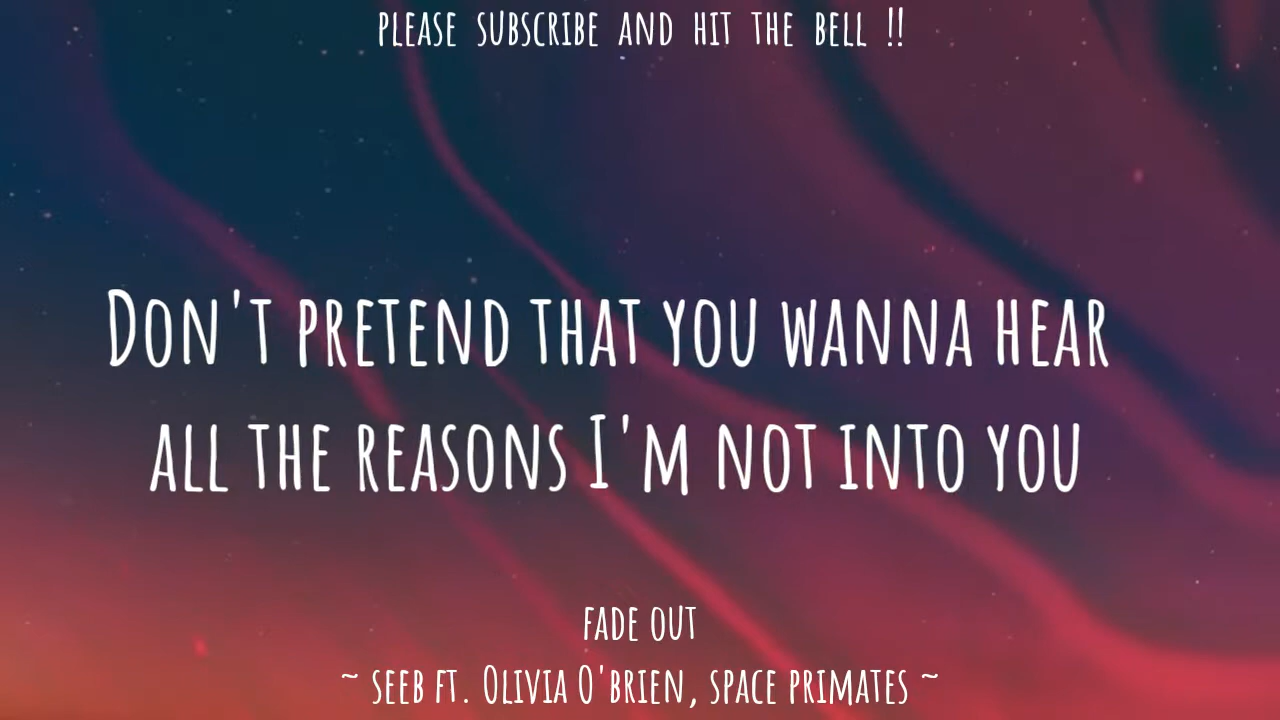 PLEASE SUBSCRIBE AND HIT THE BELL !!
DON'T PRETEND THAT YOU WANNA HEAR
ALL THE REASONS I'M NOT INTO YOU
FADE OUT
~ SEEB FT. OLIVIA O'BRIEN, SPACE PRIMATES ~